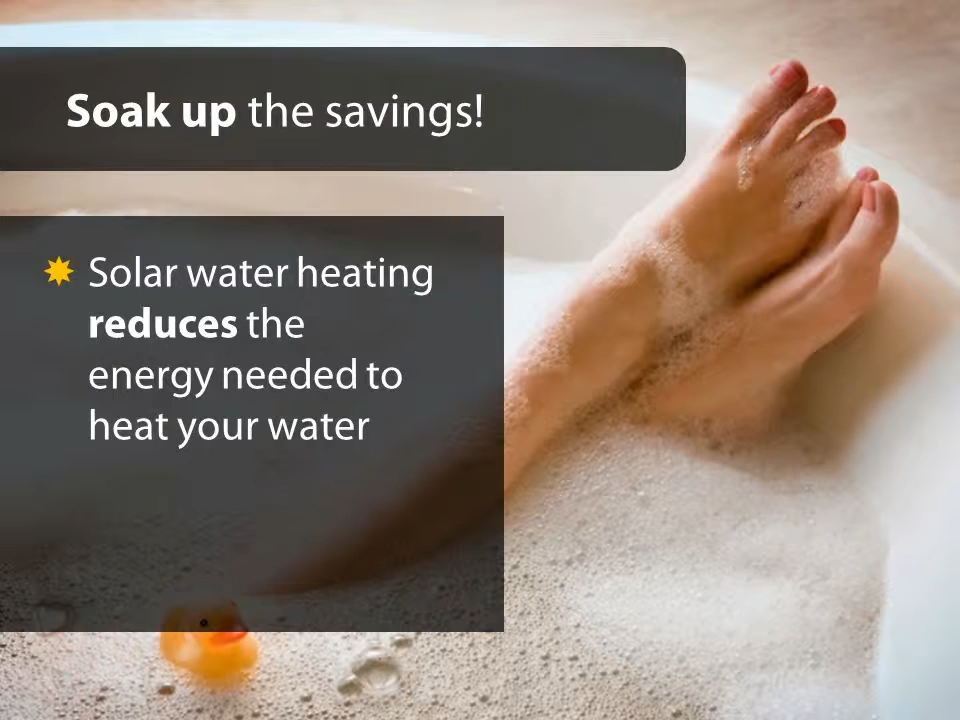 Soak up the savings!
Solar water heating
reduces the
energy needed to
heat your water